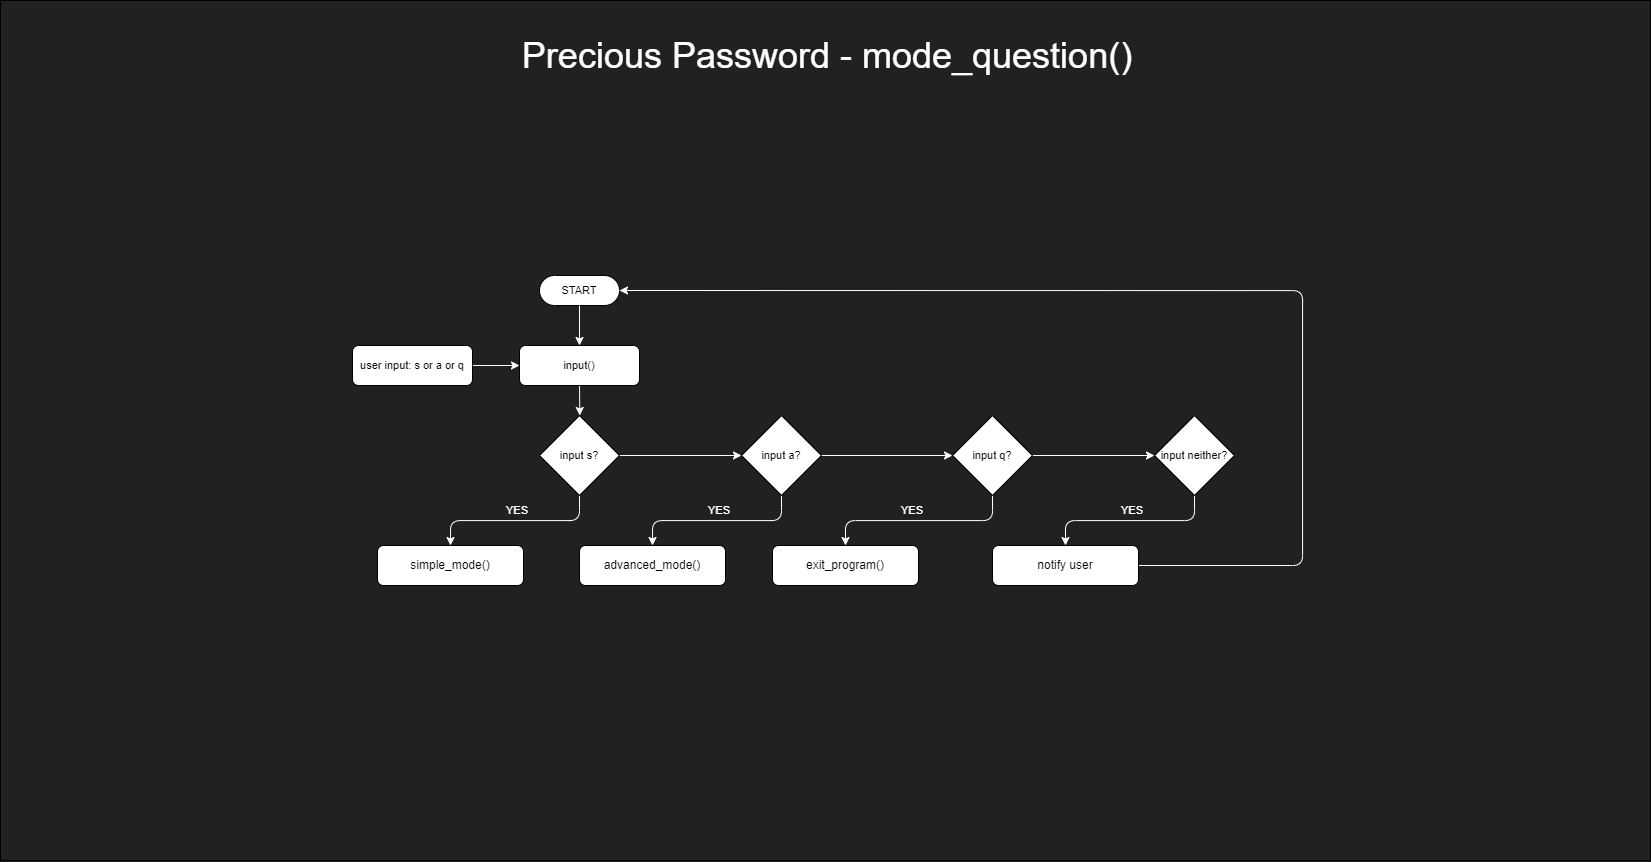 Precious Password - mode_question()
START
user input: s or a or q
input()
input s?
input a?
input q?
input neither?
YES
YES
YES
YES
simple_mode()
advanced_mode()
exit_program()
notify user